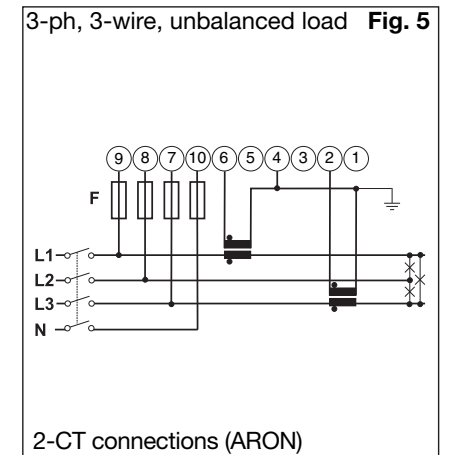 3-ph, 3-wire, unbalanced load Fig. 5
9 8 7 10 6 5 4 3 2 1
F
L1
L2
L3
N
2-CT connections (ARON)